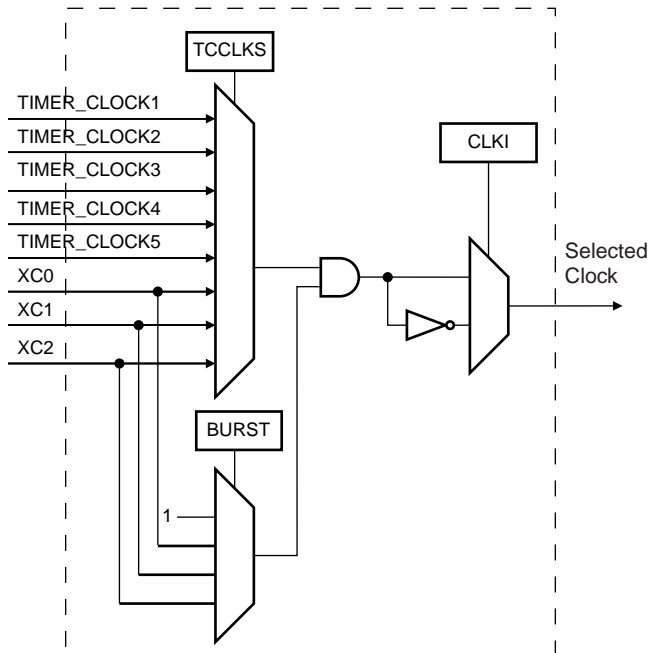 TCCLKS
TIMER_CLOCK1
TIMER_CLOCK2
TIMER_CLOCK3
TIMER_CLOCK4
TIMER_CLOCK5
XC0
XC1
XC2
CLKI
Selected
Clock
BURST
1